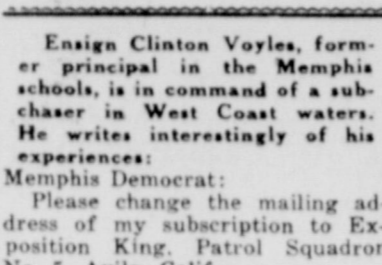 Ensign Clinton Voyles, form-
er principal in the Memphis
schools, is in command of a sub-
chaser in West Coast waters.
He writes interestingly of his
experiences:
Memphis Democrat:
Please change the mailing ad-
dress of my subscription to Ex-
position King, Patrol Squadron